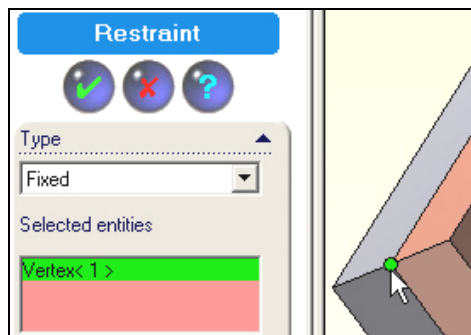 Restraint
?
Type
Fixed
Selected entities
Vertex< 1 >